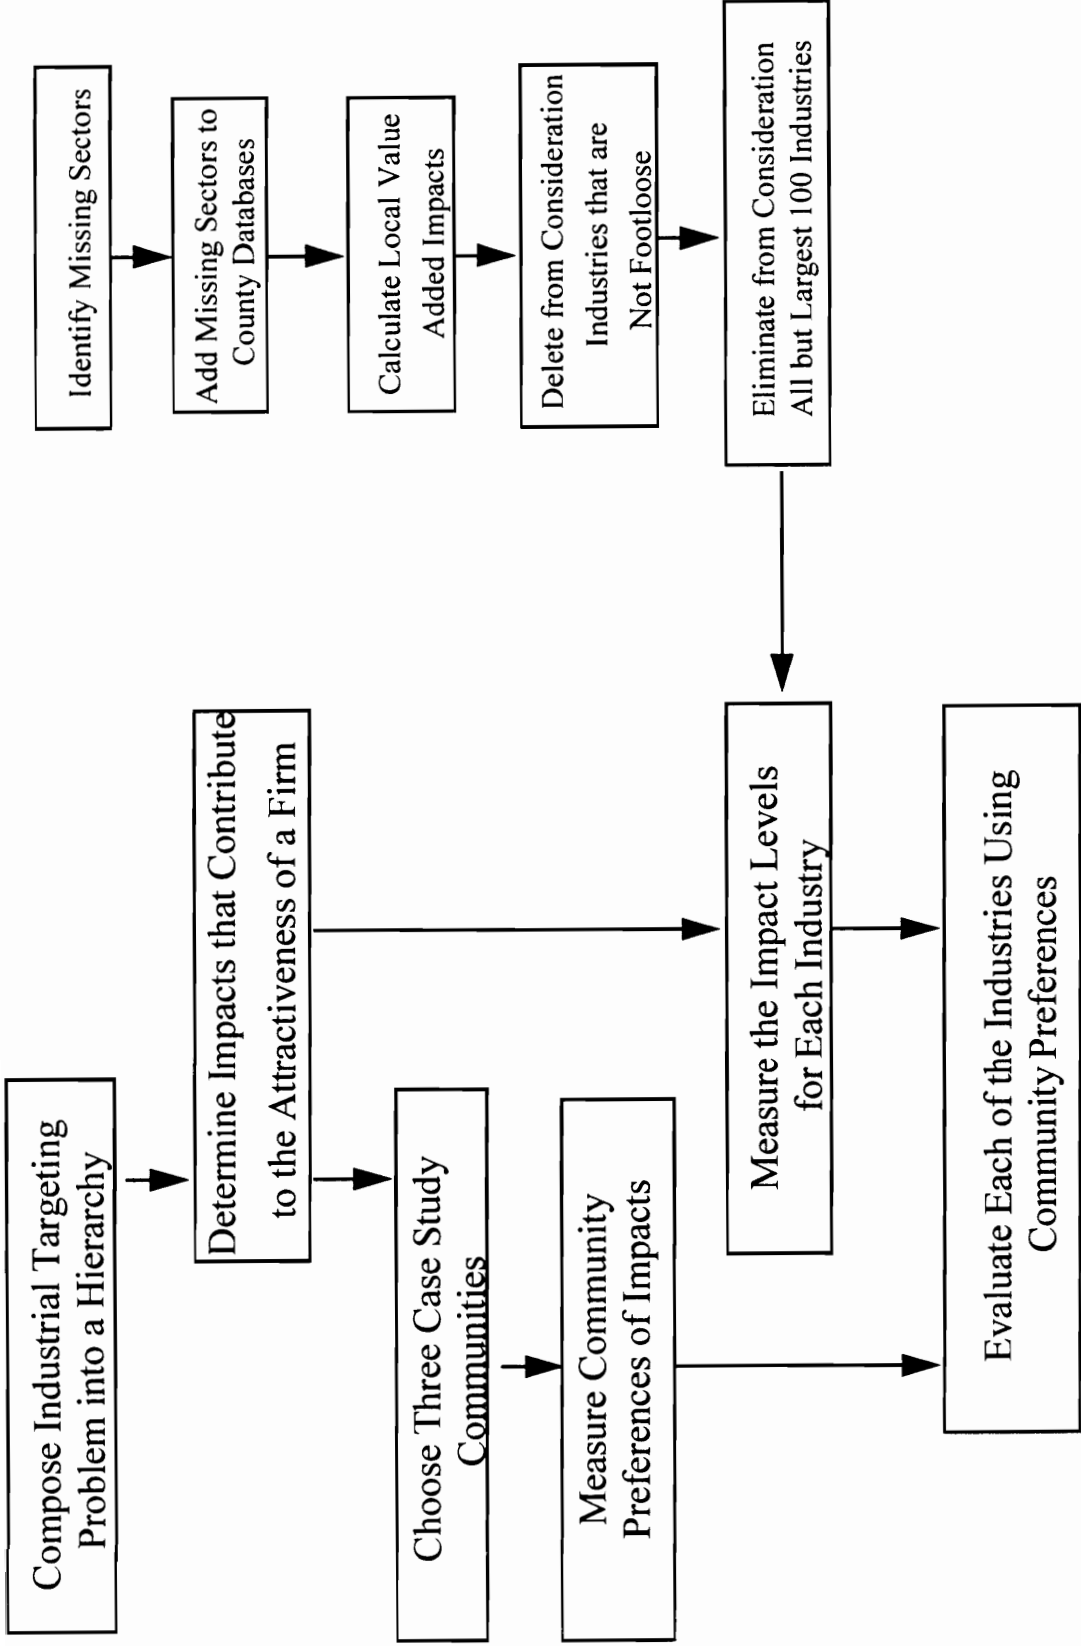 Compose Industrial Targeting
Problem into a Hierarchy
Determine Impacts that Contribute
to the Attractiveness of a Firm
Choose Three Case Study
Communities
Measure Community
Preferences of Impacts
Identify Missing Sectors
Add Missing Sectors to
County Databases
Calculate Local Value
Added Impacts
Delete from Consideration
Industries that are
Not Footloose
Eliminate from Consideration
All but Largest 100 Industries
Measure the Impact Levels
for Each Industry
Evaluate Each of the Industries Using
Community Preferences